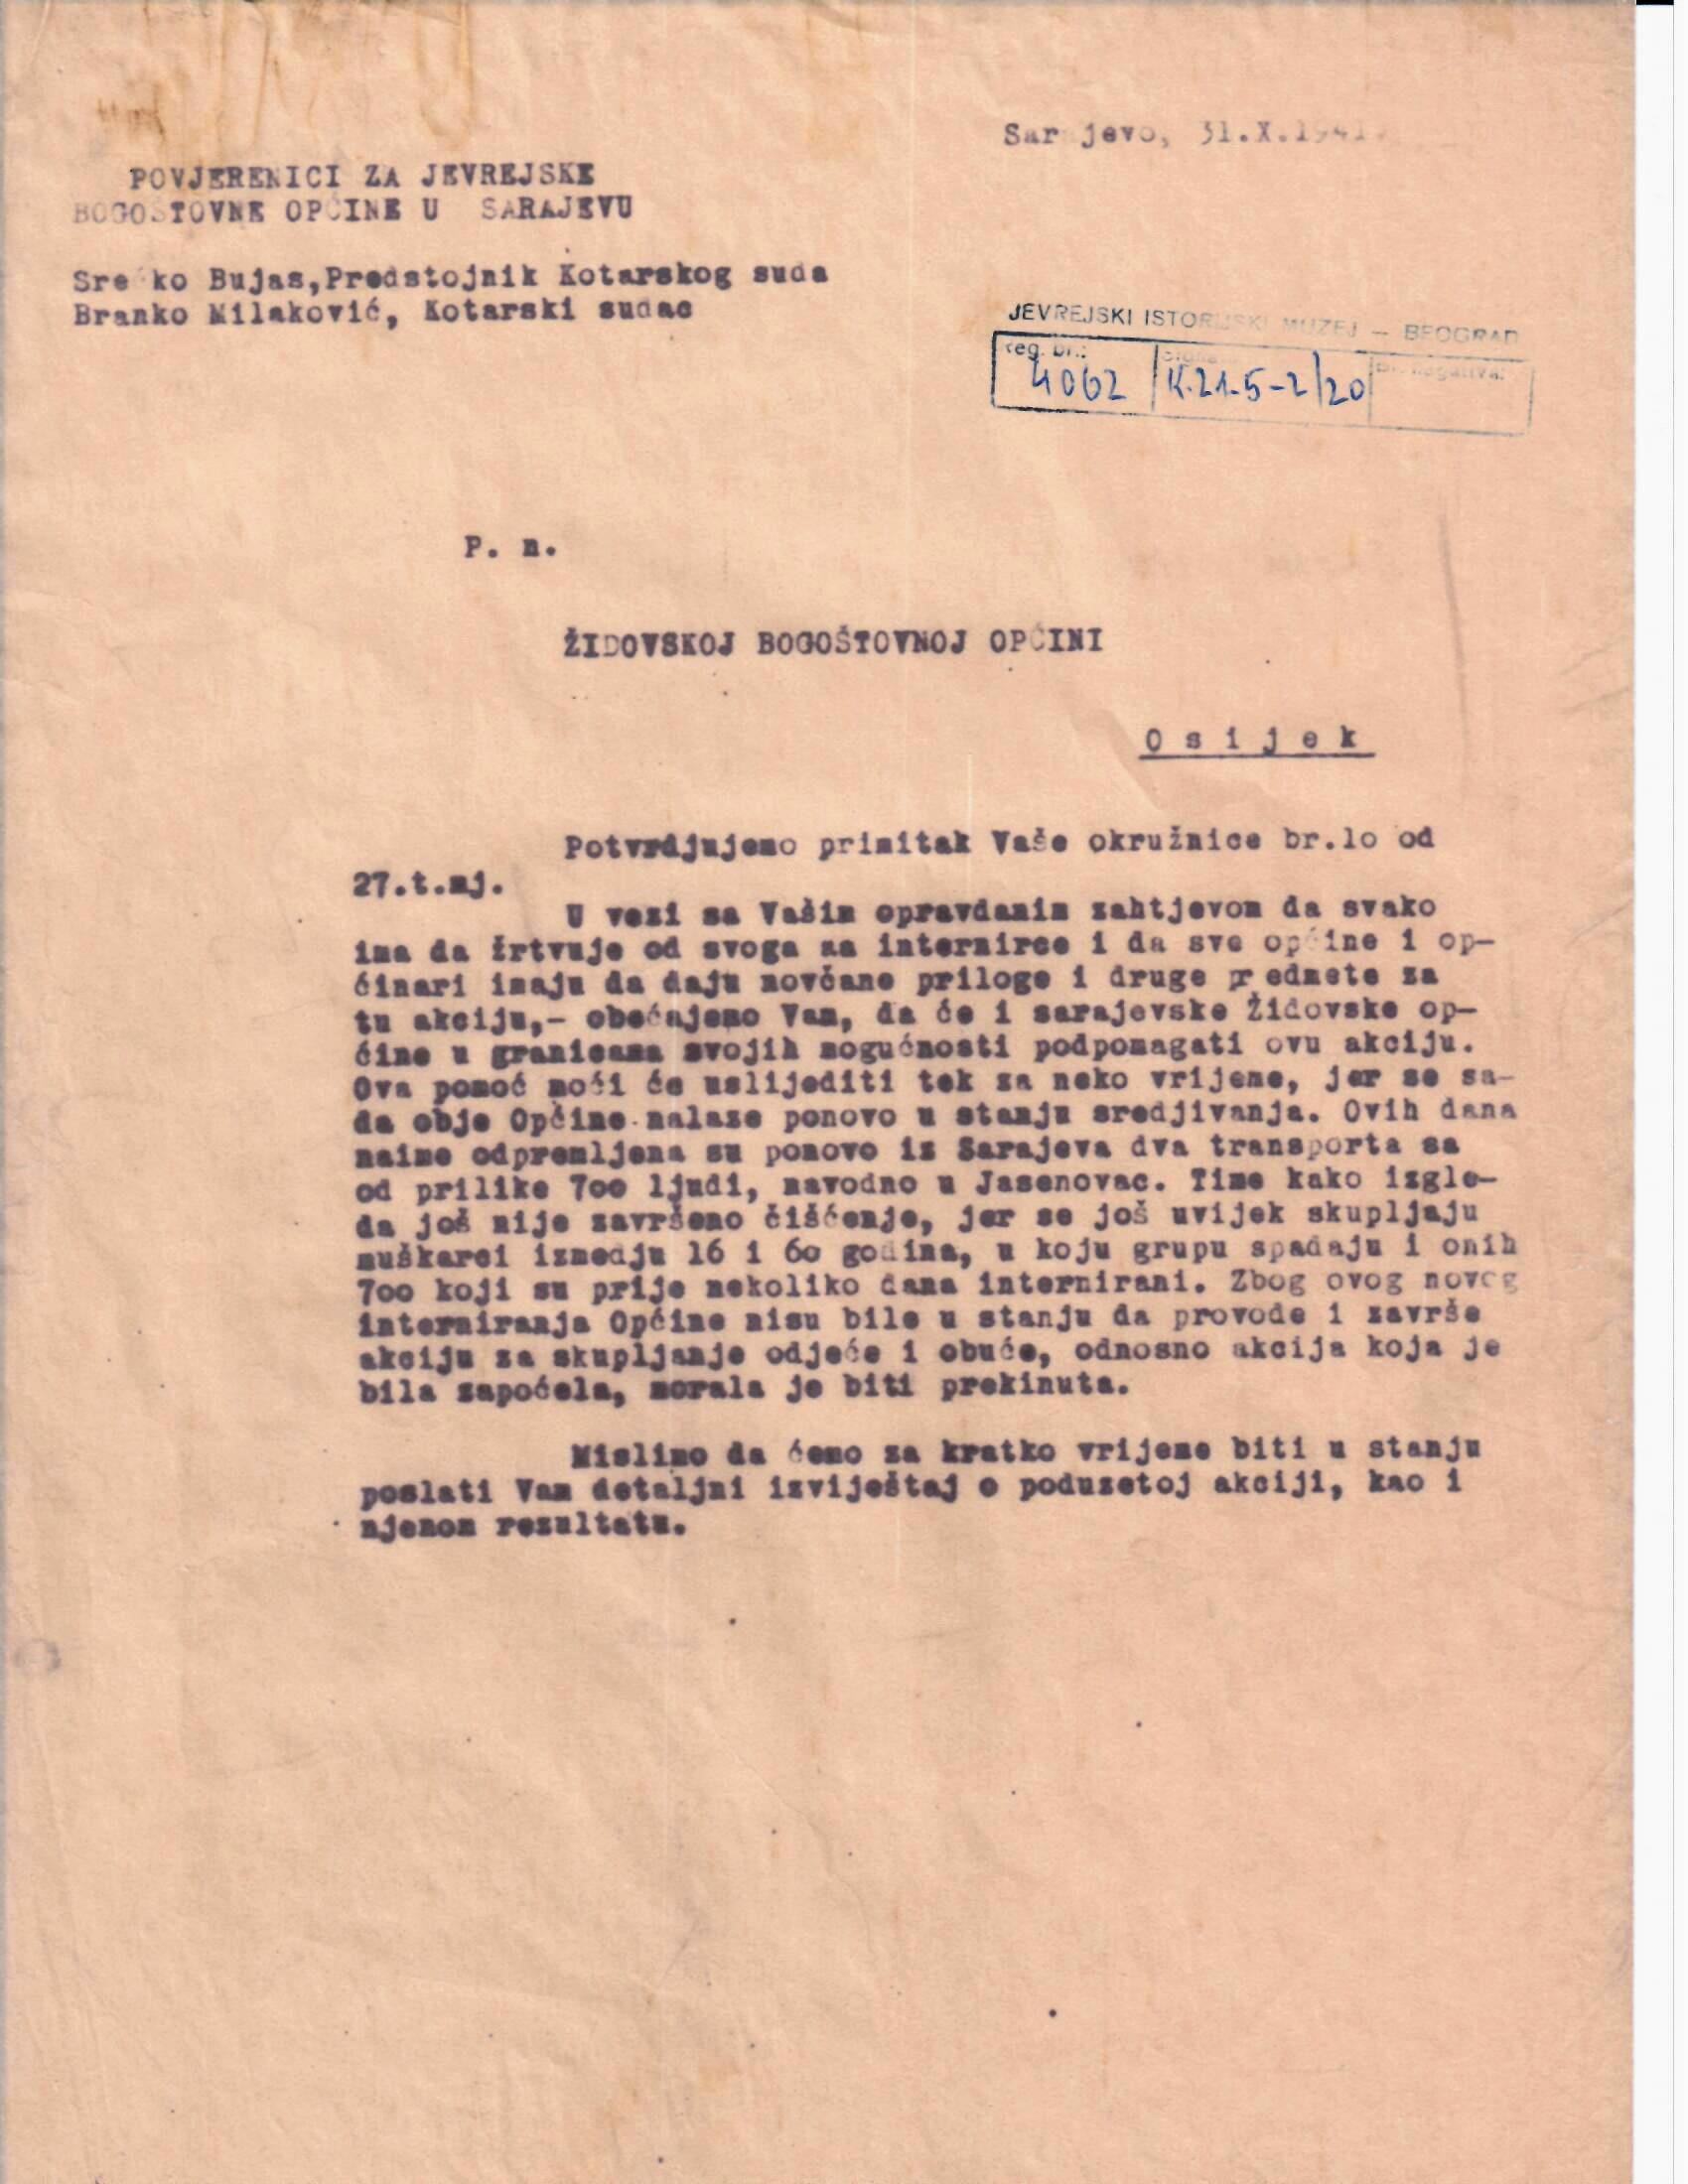 Sarajevo, 31.X.1941.
POVJERENICI ZA JEVREJSKE
BOGOŠTOVNE OPĆINE U SARAJEVU
Srećko Bujas,Predstojnik Kotarskog suda
Branko Milaković, Kotarski sudac
JEVREJSKI ISTORIJSKI MUZEJ — BEOGRAD
reg. br.:
4062 K-21-5-2/20
P. n.
ŽIDOVSKOJ BOGOŠTOVNOJ OPĆINI
O s i j e k
Potvrdjujemo primitak Vaše okružnice br.lo od
27.t.mj.
U vezi sa Vašim opravdanim zahtjevom da svako
ima da žrtvuje od svoga za internirce i da sve općine i op-
ćinari imaju da daju novčane priloge i druge predmete za
tu akciju,- obećajemo Vam, da će i sarajevske Židovske op-
ćine u granicama svojih mogućnosti podpomagati ovu akciju.
Ova pomoć moći će uslijediti tek za neko vrijeme, jer se sa-
da obje Općine nalaze ponovo u stanju sredjivanja. Ovih dana
naime odpremljena su ponovo iz Sarajeva dva transporta sa
od prilike 7oo ljudi, navodno u Jasenovac. Time kako izgle-
da još nije završeno čišćenje, jer se još uvijek skupljaju
muškarci izmedju 16 i 6o godina, u koju grupu spadaju i onih
7oo koji su prije nekoliko dana internirani. Zbog ovog novog
interniranja Općine nisu bile u stanju da provode i završe
akciju za skupljanje odjeće i obuće, odnosno akcija koja je
bila započela, morala je biti prekinuta.
Mislimo da ćemo za kratko vrijeme biti u stanju
poslati Vam detaljni izviještaj o poduzetoj akciji, kao i
njenom rezultatu.